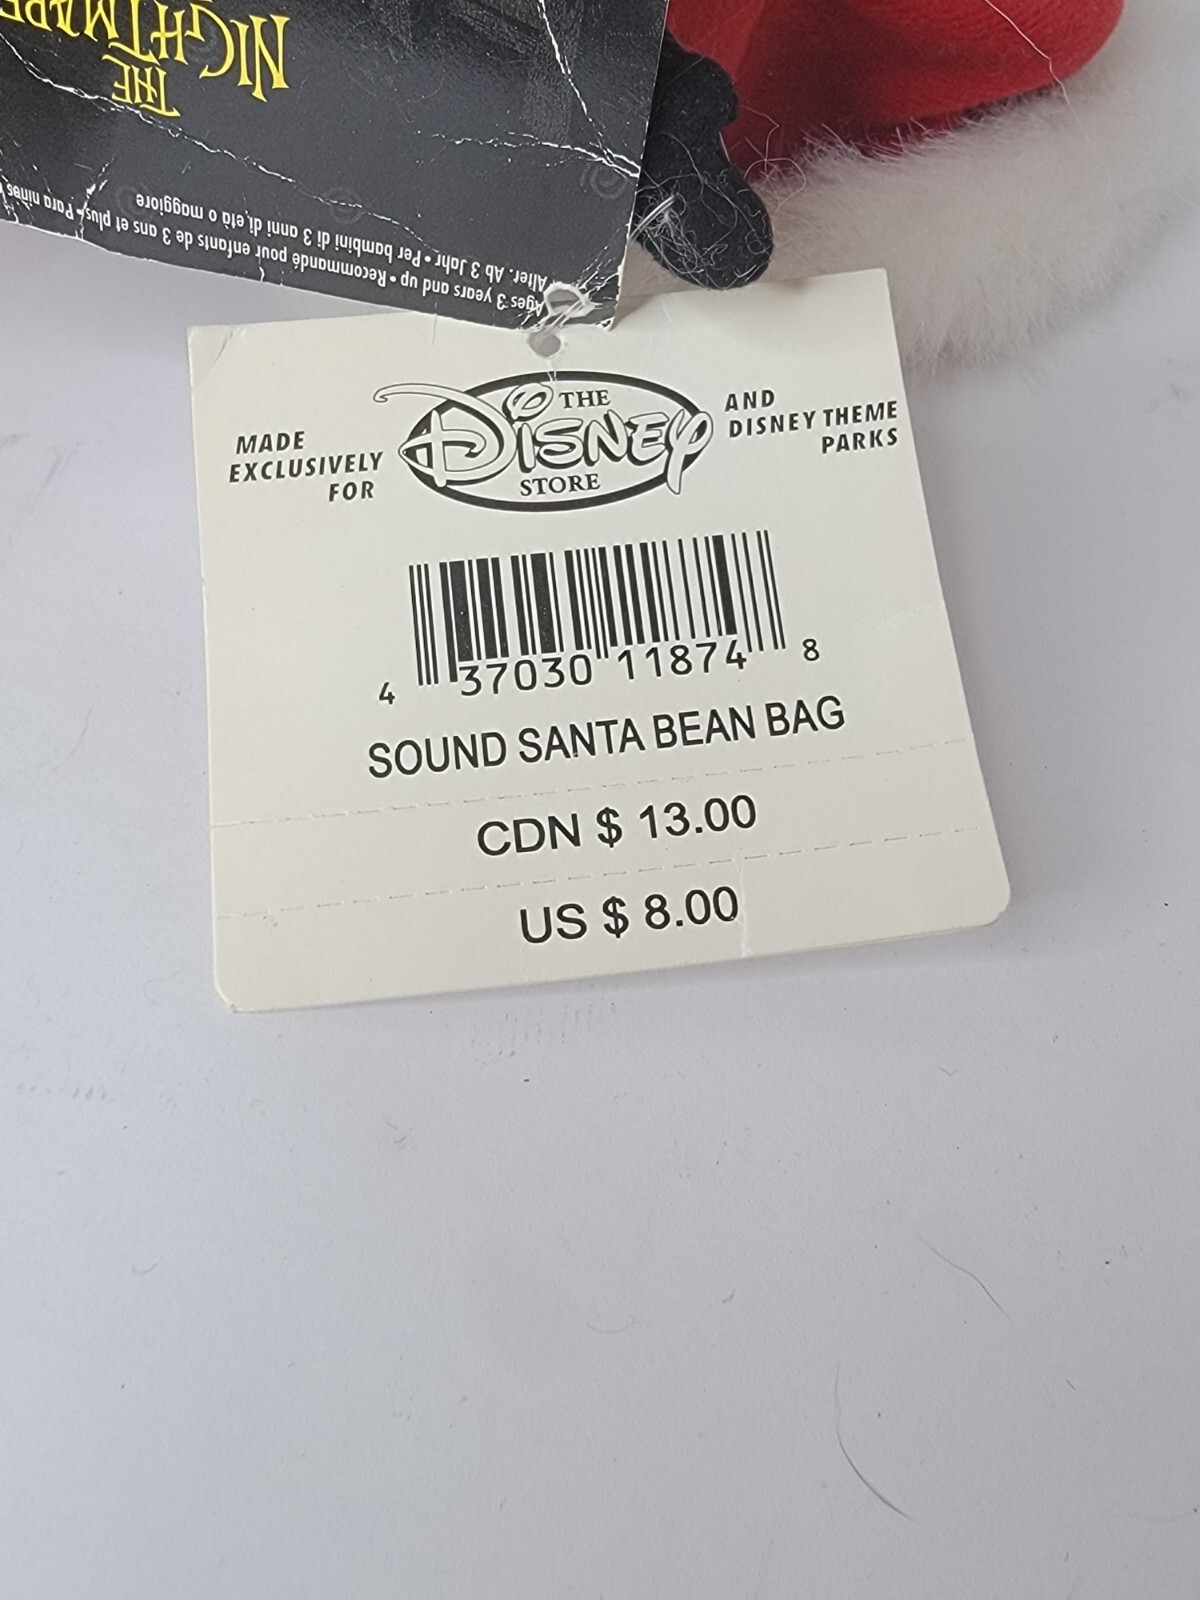 THE
NIGHTMARE
Ages 3 years and up • Recommandé pour enfants de 3 ans et plus • Para niños
Alter. Ab 3 Jahr • Per bambini di 3 anni di età o maggiore
MADE
EXCLUSIVELY
FOR
THE
DISNEY
STORE
AND
DISNEY THEME
PARKS
4 37030 11874 8
SOUND SANTA BEAN BAG
CDN $ 13.00
US $ 8.00